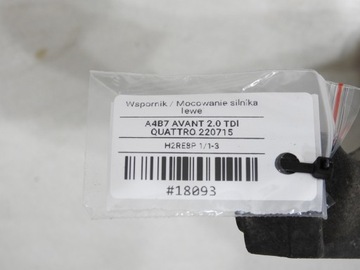 Wspornik / Mocowanie silnika
lewe
A4B7 AVANT 2.0 TDI
QUATTRO 220715
H2REBP 1/1-3
#18093